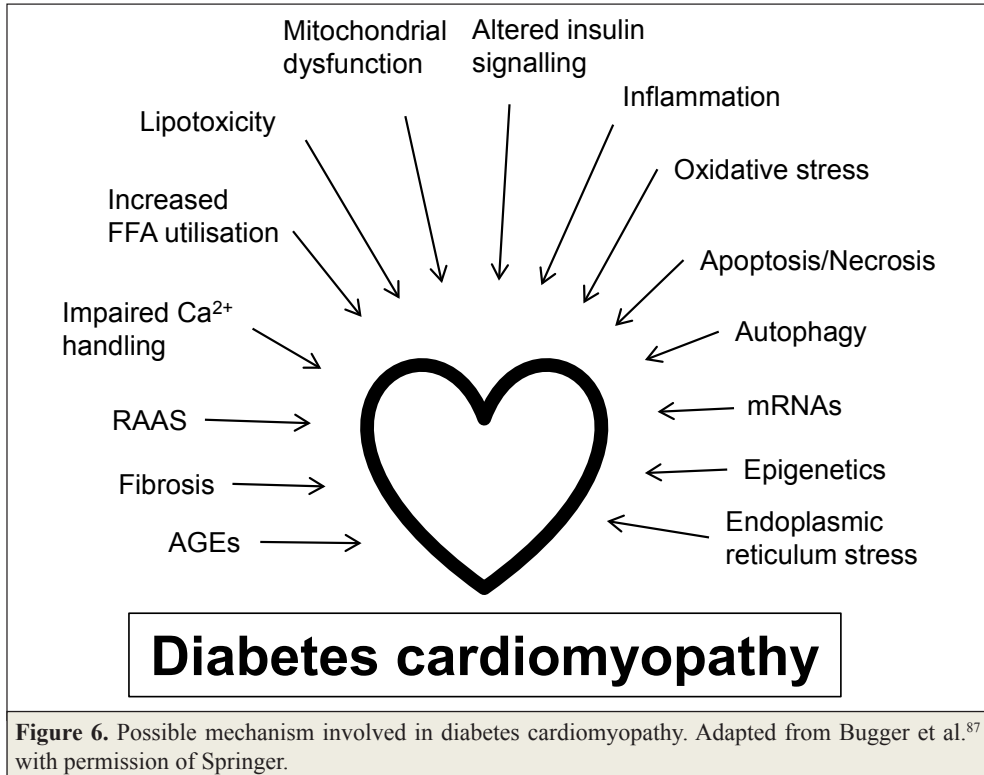 Mitochondrial
dysfunction
Altered insulin
signalling
Inflammation
Lipotoxicity
Oxidative stress
Increased
FFA utilisation
Apoptosis/Necrosis
Impaired Ca²⁺
handling
Autophagy
RAAS
mRNAs
Fibrosis
Epigenetics
AGEs
Endoplasmic
reticulum stress
Diabetes cardiomyopathy
Figure 6. Possible mechanism involved in diabetes cardiomyopathy. Adapted from Bugger et al.⁸⁷
with permission of Springer.